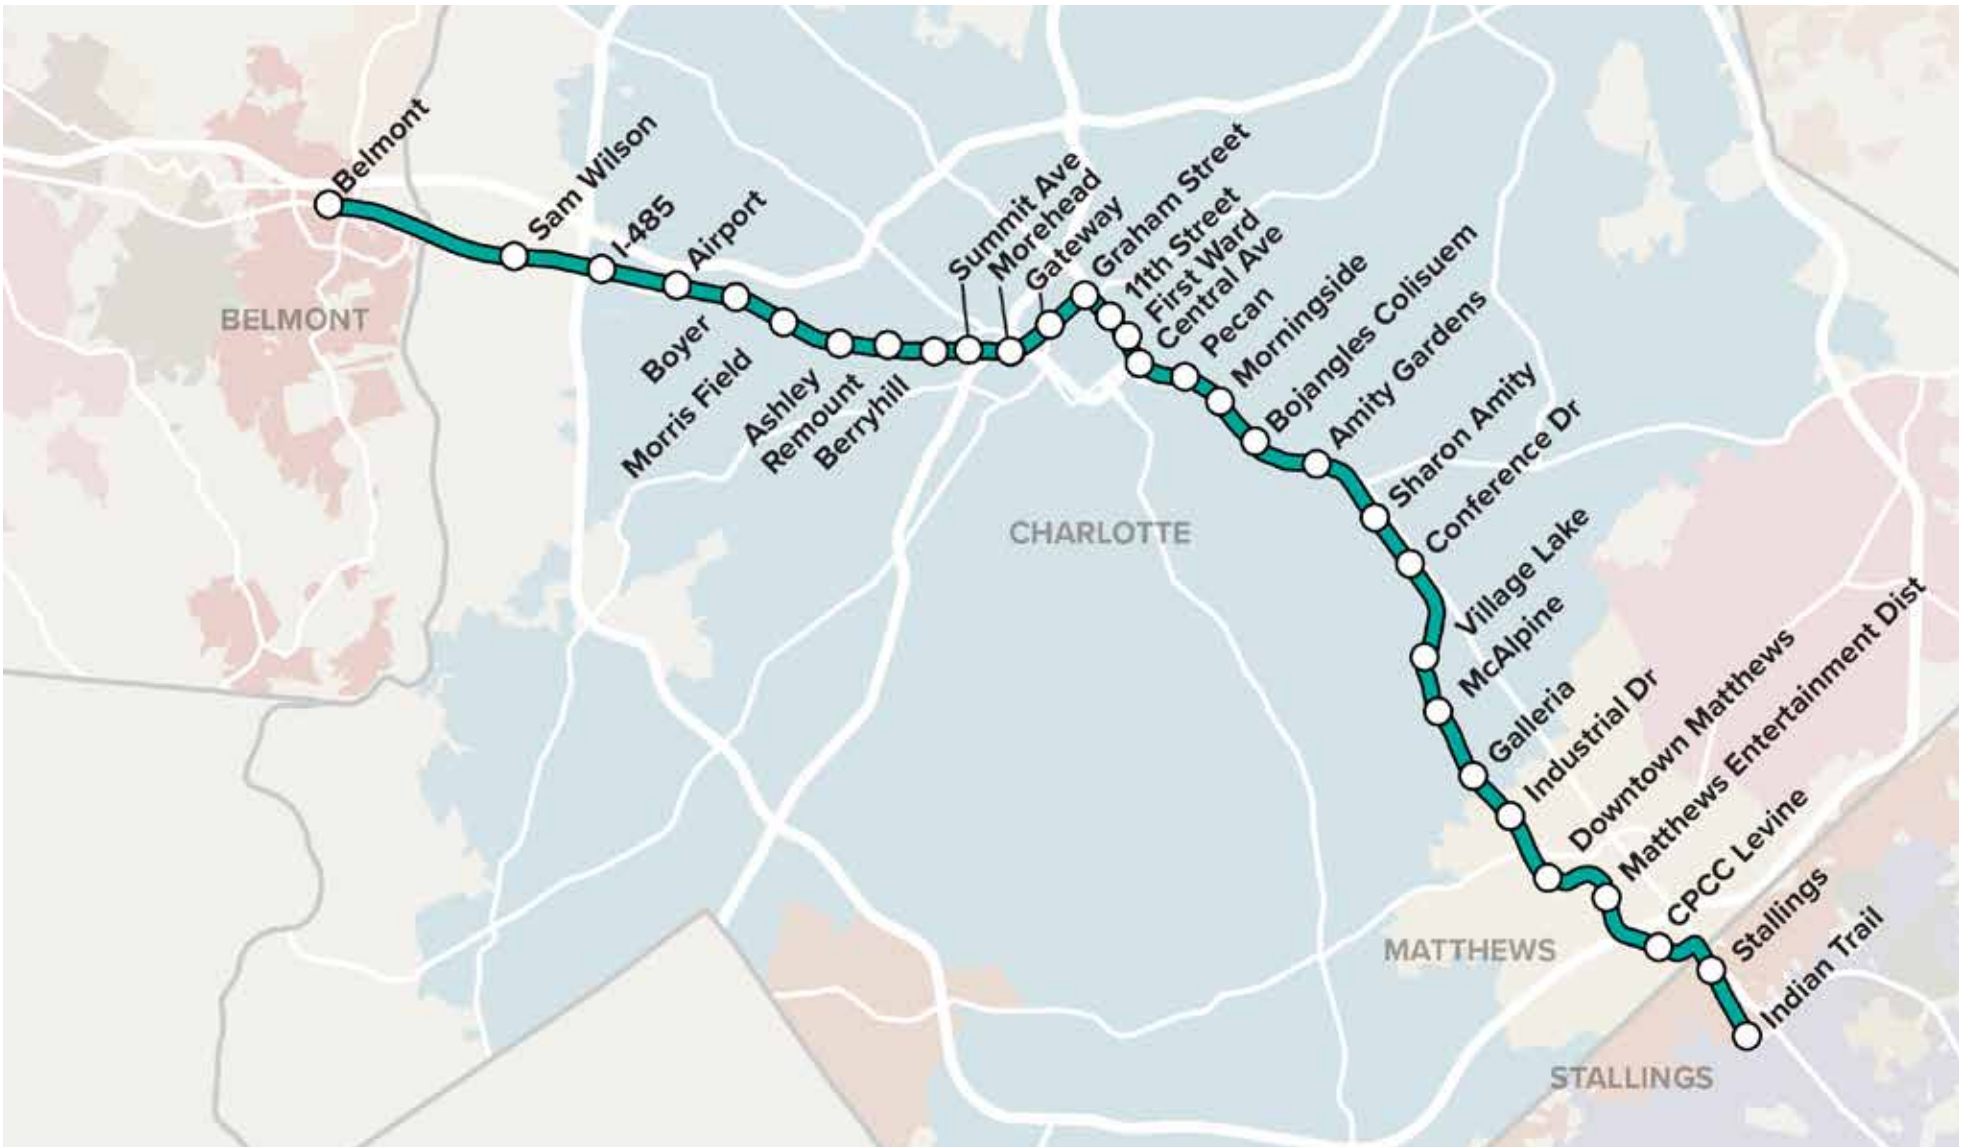 Belmont
Sam Wilson
I-485
Airport
Boyer
Morris Field
Ashley
Remount
Berryhill
Summit Ave
Morehead
Gateway
Graham Street
11th Street
First Ward
Central Ave
Pecan
Morningside
Bojangles Colisuem
Amity Gardens
Sharon Amity
Conference Dr
Village Lake
McAlpine
Galleria
Industrial Dr
Downtown Matthews
Matthews Entertainment Dist
CPCC Levine
Stallings
Indian Trail
BELMONT
CHARLOTTE
MATTHEWS
STALLINGS